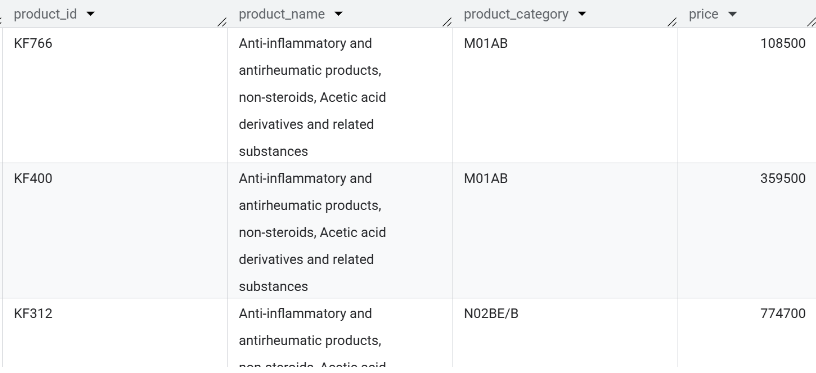 product_id product_name product_category price
KF766 Anti-inflammatory and M01AB 108500
antirheumatic products,
non-steroids, Acetic acid
derivatives and related
substances
KF400 Anti-inflammatory and M01AB 359500
antirheumatic products,
non-steroids, Acetic acid
derivatives and related
substances
KF312 Anti-inflammatory and N02BE/B 774700
antirheumatic products,
non-steroids, Acetic acid